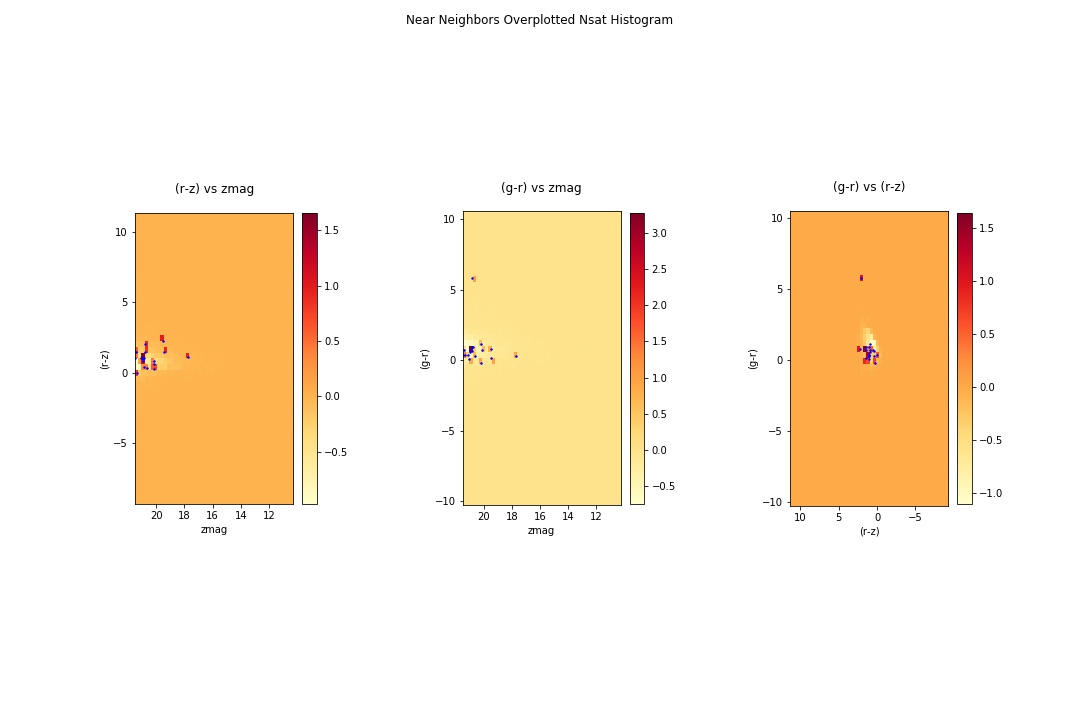 Near Neighbors Overplotted Nsat Histogram
(r-z) vs zmag
(r-z)
10
5
0
−5
20 18 16 14 12
zmag
1.5
1.0
0.5
0.0
−0.5
(g-r) vs zmag
(g-r)
10
5
0
−5
−10
20 18 16 14 12
zmag
3.0
2.5
2.0
1.5
1.0
0.5
0.0
−0.5
(g-r) vs (r-z)
(g-r)
10
5
0
−5
−10
10 5 0 −5
(r-z)
1.5
1.0
0.5
0.0
−0.5
−1.0